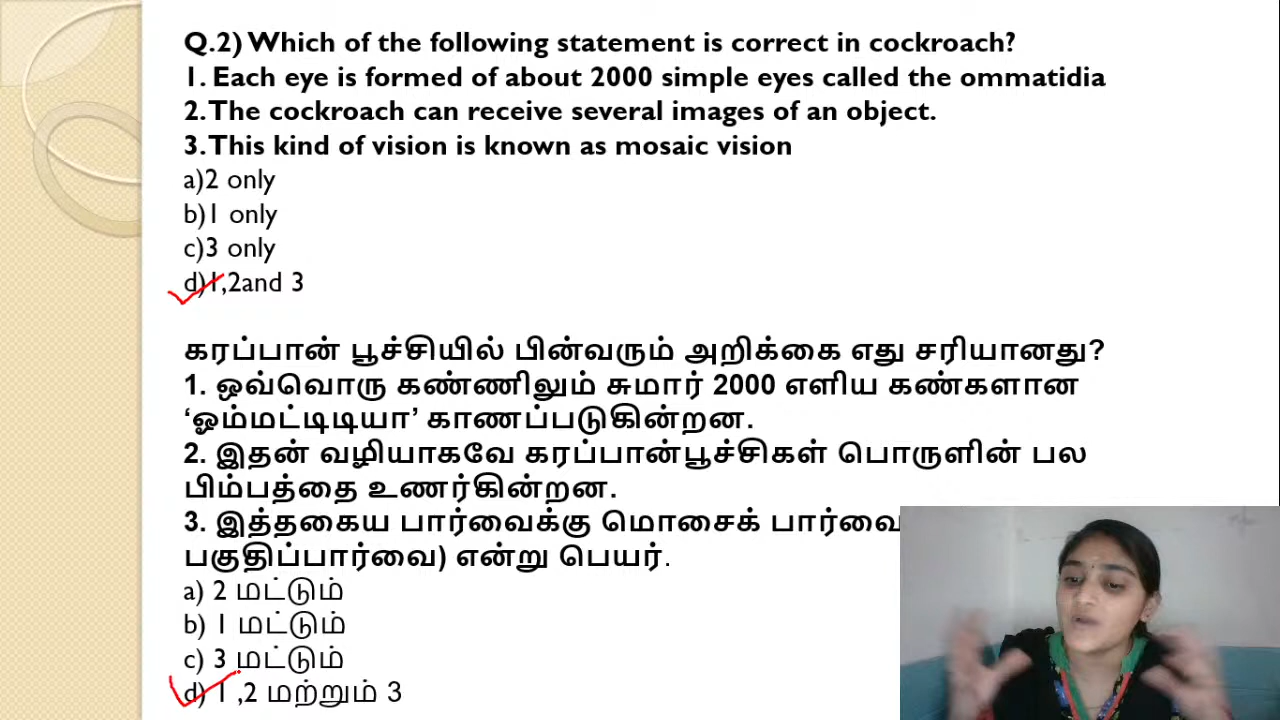 Q.2) Which of the following statement is correct in cockroach?
1. Each eye is formed of about 2000 simple eyes called the ommatidia
2. The cockroach can receive several images of an object.
3. This kind of vision is known as mosaic vision
a)2 only
b)1 only
c)3 only
d)1,2and 3
கரப்பான் பூச்சியில் பின்வரும் அறிக்கை எது சரியானது?
1. ஒவ்வொரு கண்ணிலும் சுமார் 2000 எளிய கண்களான
‘ஓம்மட்டிடியா’ காணப்படுகின்றன.
2. இதன் வழியாகவே கரப்பான்பூச்சிகள் பொருளின் பல
பிம்பத்தை உணர்கின்றன.
3. இத்தகைய பார்வைக்கு மொசைக் பார்வை
பகுதிப்பார்வை) என்று பெயர்.
a) 2 மட்டும்
b) 1 மட்டும்
c) 3 மட்டும்
d) 1 ,2 மற்றும் 3